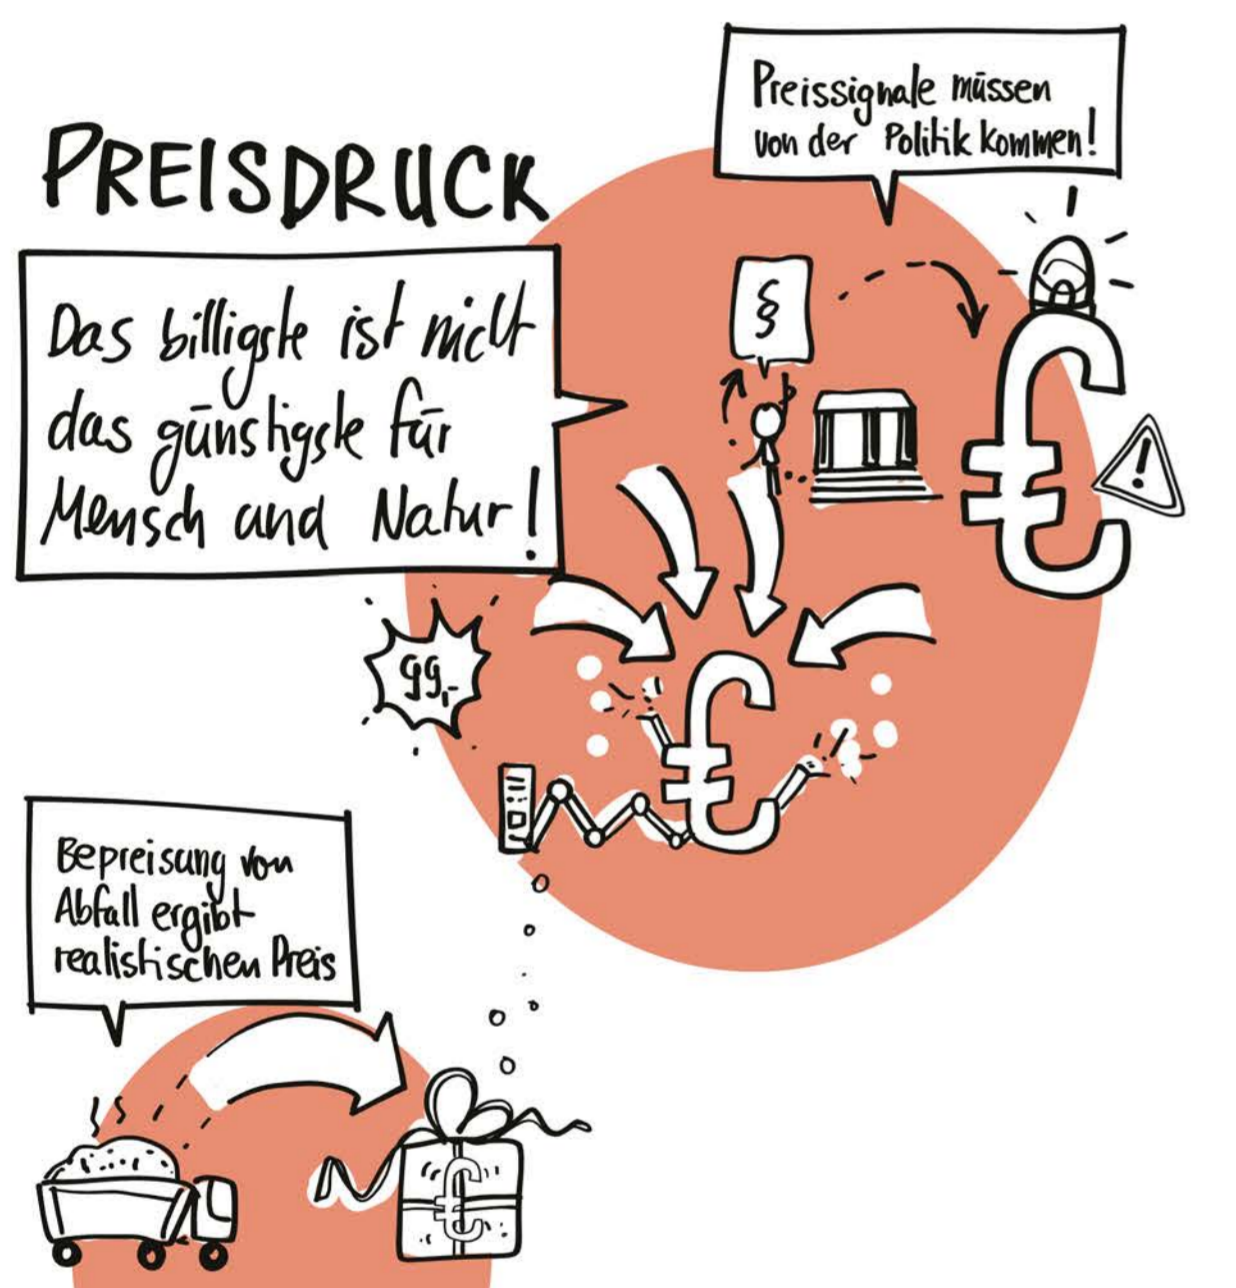 PREISDRUCK
Preissignale müssen
von der Politik kommen!
Das billigste ist nicht
das günstigste für
Mensch und Natur!
§
€
99,-
€
Bepreisung von
Abfall ergibt
realistischen Preis
€